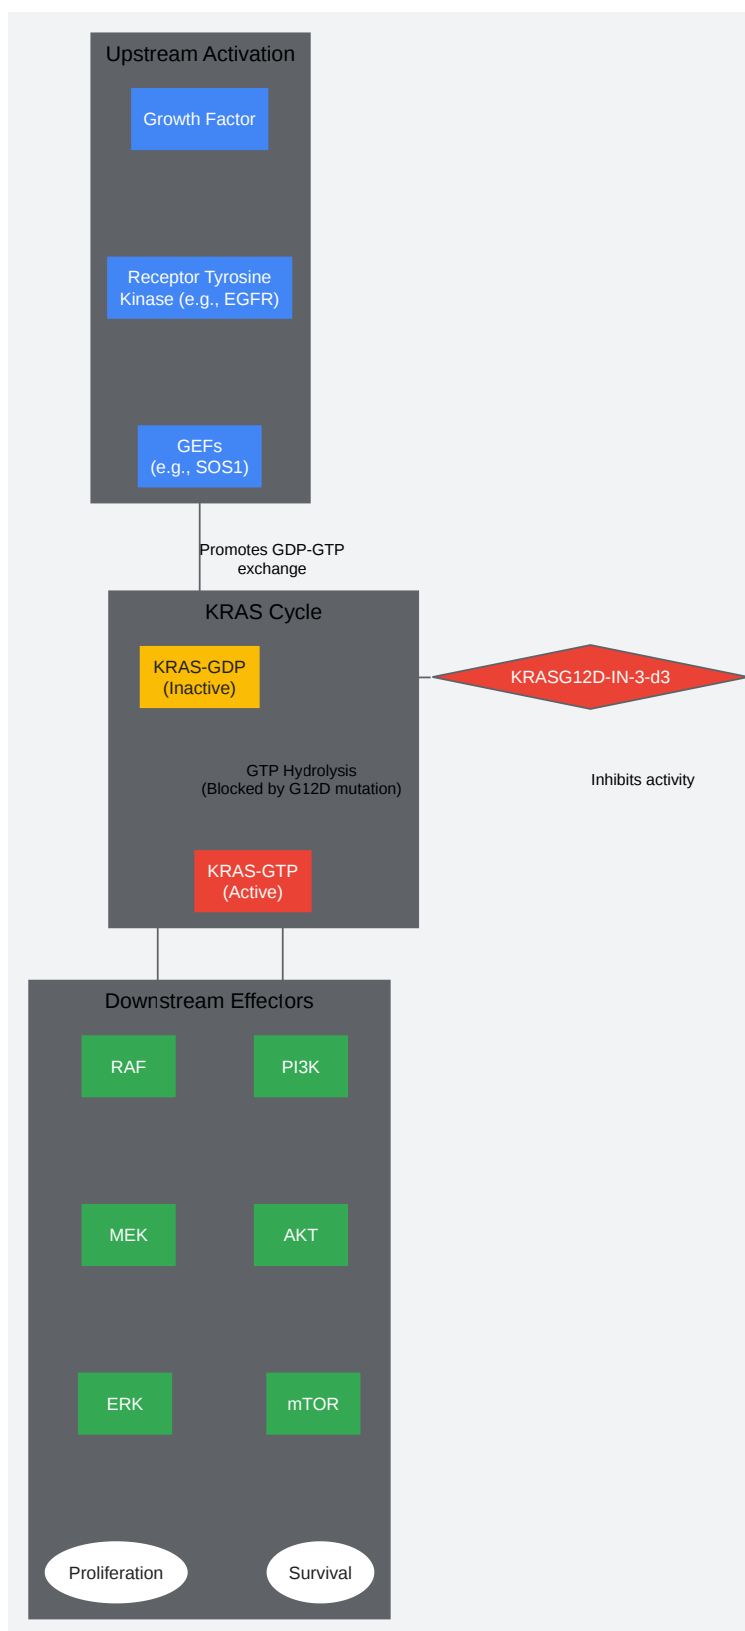 Upstream Activation
Growth Factor
Receptor Tyrosine
Kinase (e.g., EGFR)
GEFs
(e.g., SOS1)
Promotes GDP-GTP
exchange
KRAS Cycle
KRAS-GDP
(Inactive)
KRASG12D-IN-3-d3
GTP Hydrolysis
(Blocked by G12D mutation)
Inhibits activity
KRAS-GTP
(Active)
Downstream Effectors
RAF
PI3K
MEK
AKT
ERK
mTOR
Proliferation
Survival